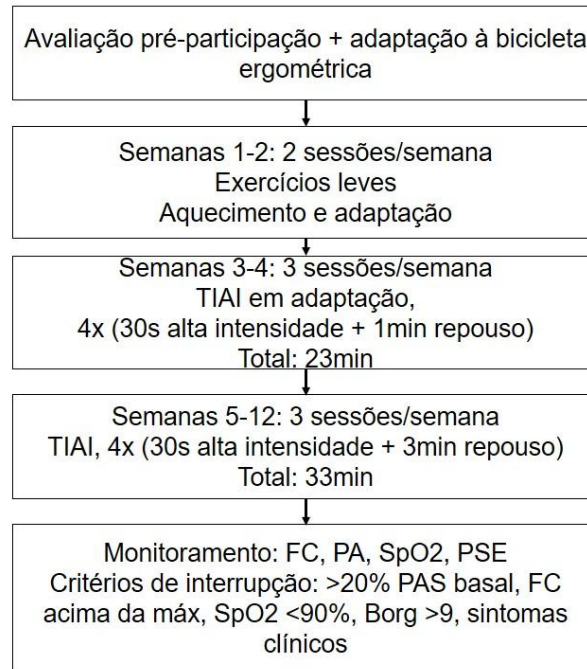 Avaliação pré-participação + adaptação à bicicleta
ergométrica
Semanas 1-2: 2 sessões/semana
Exercícios leves
Aquecimento e adaptação
Semanas 3-4: 3 sessões/semana
TIAI em adaptação,
4x (30s alta intensidade + 1min repouso)
Total: 23min
Semanas 5-12: 3 sessões/semana
TIAI, 4x (30s alta intensidade + 3min repouso)
Total: 33min
Monitoramento: FC, PA, SpO2, PSE
Critérios de interrupção: >20% PAS basal, FC
acima da máx, SpO2 <90%, Borg >9, sintomas
clínicos